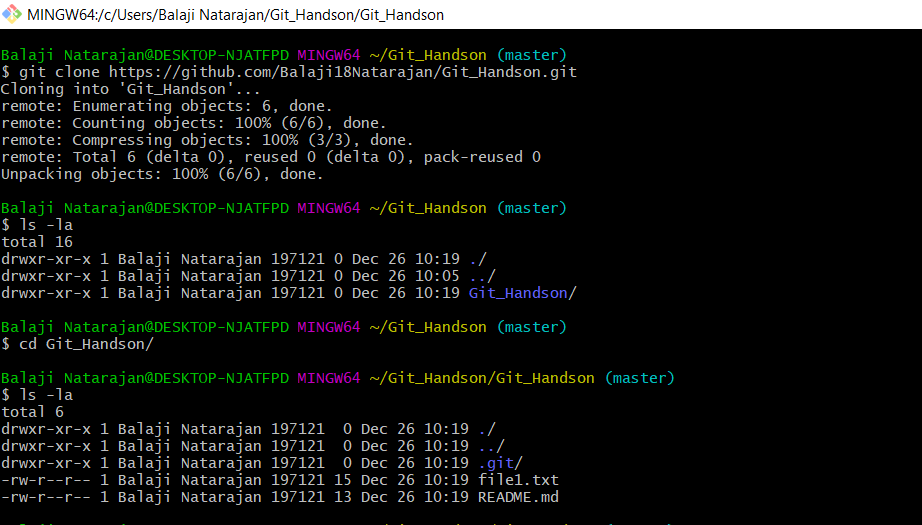 MINGW64:/c/Users/Balaji Natarajan/Git_Handson/Git_Handson
Balaji Natarajan@DESKTOP-NJATFPD MINGW64 ~/Git_Handson (master)
$ git clone https://github.com/Balaji18Natarajan/Git_Handson.git
Cloning into 'Git_Handson'...
remote: Enumerating objects: 6, done.
remote: Counting objects: 100% (6/6), done.
remote: Compressing objects: 100% (3/3), done.
remote: Total 6 (delta 0), reused 0 (delta 0), pack-reused 0
Unpacking objects: 100% (6/6), done.
Balaji Natarajan@DESKTOP-NJATFPD MINGW64 ~/Git_Handson (master)
$ ls -la
total 16
drwxr-xr-x 1 Balaji Natarajan 197121 0 Dec 26 10:19 ./
drwxr-xr-x 1 Balaji Natarajan 197121 0 Dec 26 10:05 ../
drwxr-xr-x 1 Balaji Natarajan 197121 0 Dec 26 10:19 Git_Handson/
Balaji Natarajan@DESKTOP-NJATFPD MINGW64 ~/Git_Handson (master)
$ cd Git_Handson/
Balaji Natarajan@DESKTOP-NJATFPD MINGW64 ~/Git_Handson/Git_Handson (master)
$ ls -la
total 6
drwxr-xr-x 1 Balaji Natarajan 197121  0 Dec 26 10:19 ./
drwxr-xr-x 1 Balaji Natarajan 197121  0 Dec 26 10:19 ../
drwxr-xr-x 1 Balaji Natarajan 197121  0 Dec 26 10:19 .git/
-rw-r--r-- 1 Balaji Natarajan 197121 15 Dec 26 10:19 file1.txt
-rw-r--r-- 1 Balaji Natarajan 197121 13 Dec 26 10:19 README.md